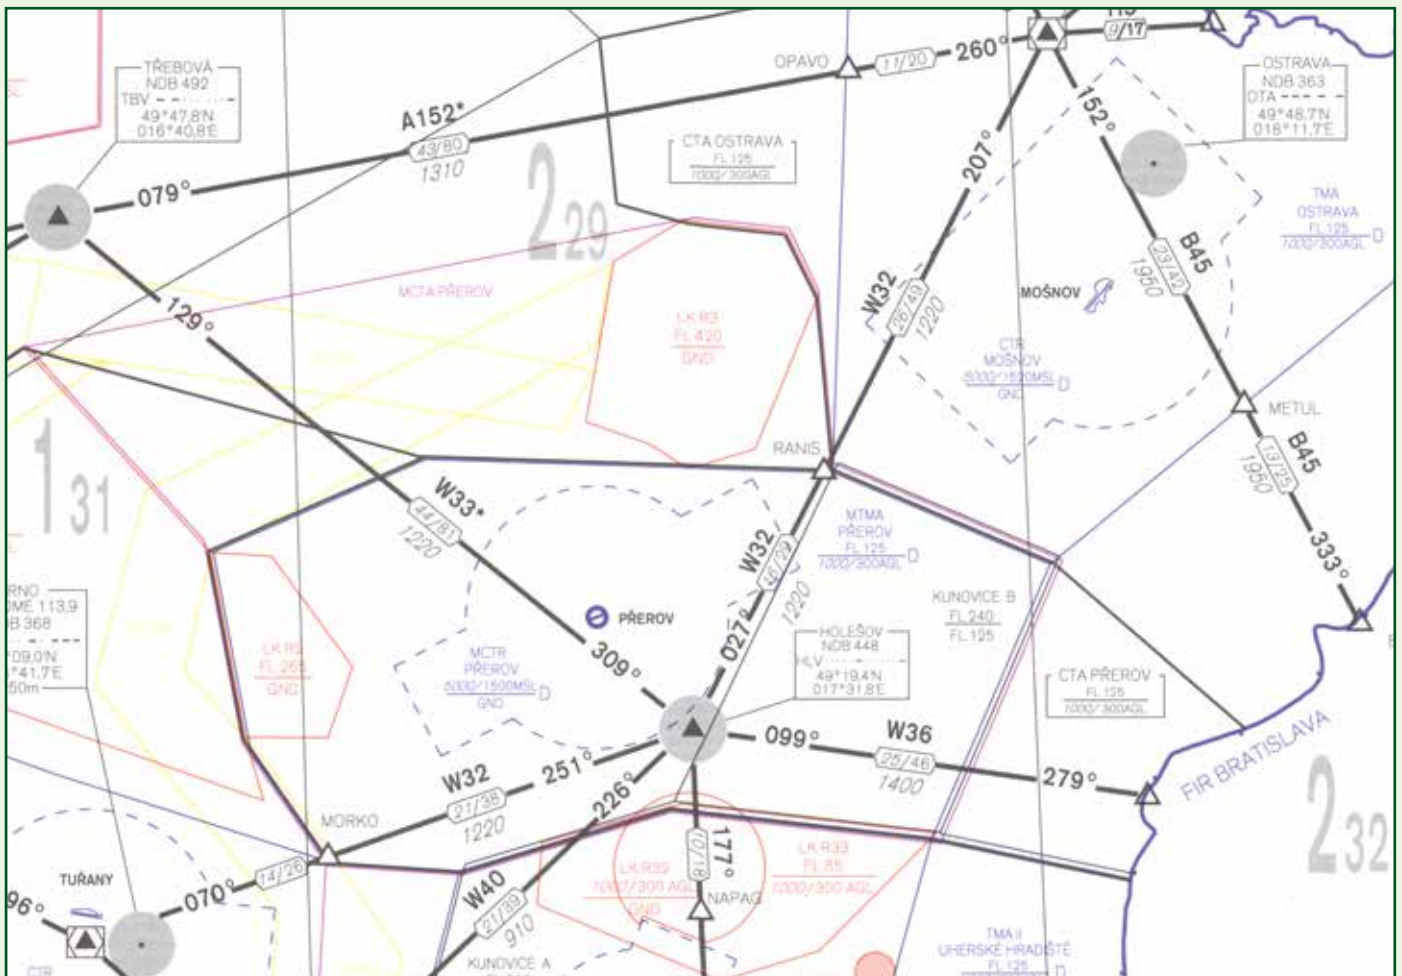 TŘEBOVÁ
NDB 492
TBV
49°47,8'N
016°40,8'E
A152*
43/80
1310
079°
OPAVO
11/20
260°
9/17
OSTRAVA
NDB 363
OTA
49°48,7'N
018°11,7'E
CTA OSTRAVA
FL 125
1000/300AGL
2 29
152°
207°
TMA
OSTRAVA
FL 125
1000/300AGL D
B45
23/42
1950
MOŠNOV
W32
26/49
1220
CTR
MOŠNOV
5000/1520MSL D
GND
MCTA PŘEROV
LK R3
FL 420
GND
129°
METUL
B45
13/25
1950
333°
RANIS
1 31
W33*
44/81
1220
MTMA
PŘEROV
FL 125
1000/300AGL D
W32
16/29
1220
027°
KUNOVICE B
FL 240
FL 125
PŘEROV
309°
HOLEŠOV
NDB 448
HLV
49°19,4'N
017°31,8'E
MCTR
PŘEROV
5000/1500MSL D
GND
CTA PŘEROV
FL 125
1000/300AGL
GND
099°
W36
25/46
1400
279°
FIR BRATISLAVA
2 32
W32
21/38
1220
251°
226°
MORKO
14/26
070°
TUŘANY
96°
CTR
W40
21/39
910
177°
10/18
NAPAG
LK R39
1000/300 AGL
GND
LK R33
FL 85
1000/300 AGL
KUNOVICE A
TMA II
UHERSKÉ HRADIŠTĚ
FL 125